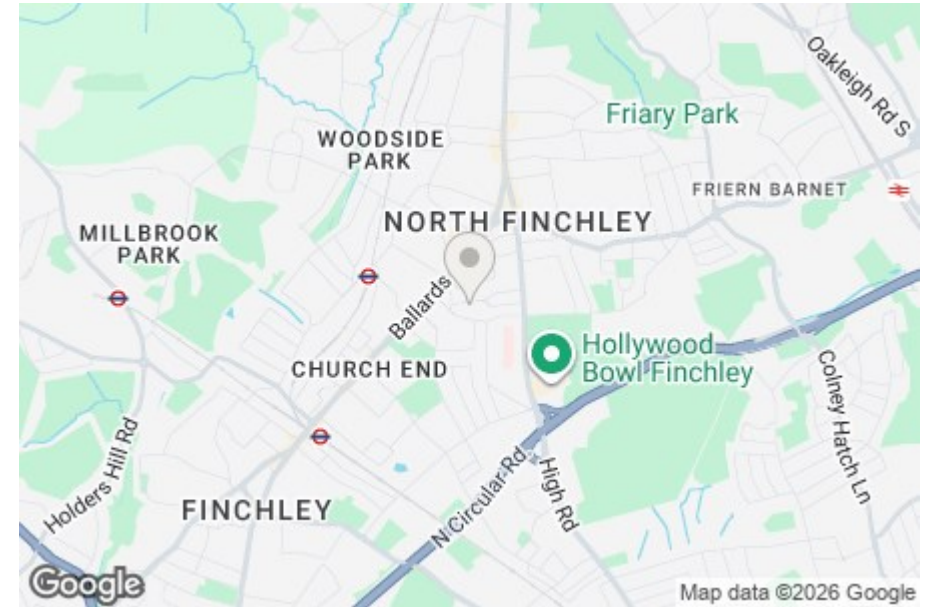 Oakleigh Rd S
Friary Park
WOODSIDE
PARK
FRIERN BARNET
NORTH FINCHLEY
MILLBROOK
PARK
Ballards
Hollywood
Bowl Finchley
CHURCH END
Colney Hatch Ln
Holders Hill Rd
N Circular Rd
High Rd
FINCHLEY
Google
Map data ©2026 Google